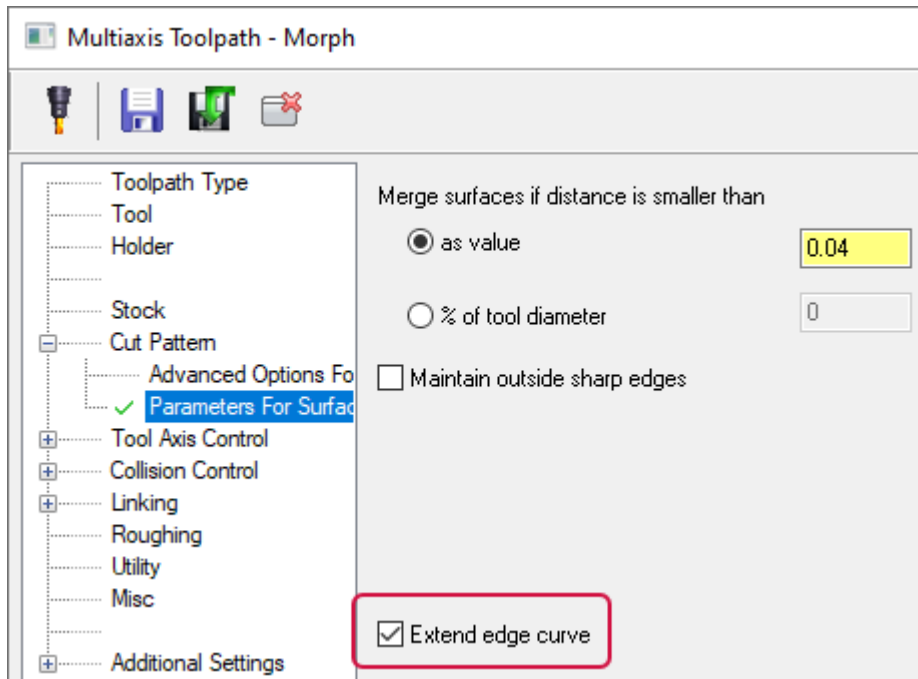 Multiaxis Toolpath - Morph
Toolpath Type
Tool
Holder
Stock
Cut Pattern
Advanced Options Fo
Parameters For Surfac
Tool Axis Control
Collision Control
Linking
Roughing
Utility
Misc
Additional Settings
Merge surfaces if distance is smaller than
as value
0.04
% of tool diameter
0
Maintain outside sharp edges
Extend edge curve